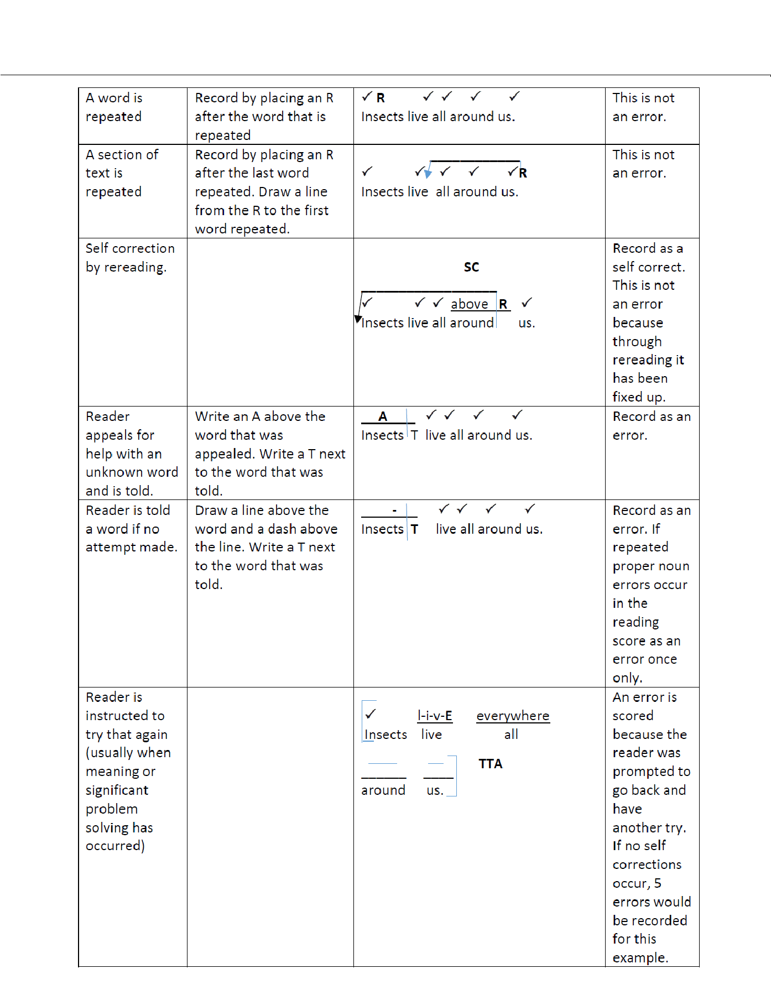 A word is
repeated
Record by placing an R
after the word that is
repeated
✓ R ✓ ✓ ✓ ✓
Insects live all around us.
This is not
an error.
A section of
text is
repeated
Record by placing an R
after the last word
repeated. Draw a line
from the R to the first
word repeated.
✓ ✓ ✓ ✓ ✓R
Insects live all around us.
This is not
an error.
Self correction
by rereading.
SC
✓ ✓ ✓ above R ✓
Insects live all around us.
Record as a
self correct.
This is not
an error
because
through
rereading it
has been
fixed up.
Reader
appeals for
help with an
unknown word
and is told.
Write an A above the
word that was
appealed. Write a T next
to the word that was
told.
A ✓ ✓ ✓ ✓
Insects T live all around us.
Record as an
error.
Reader is told
a word if no
attempt made.
Draw a line above the
word and a dash above
the line. Write a T next
to the word that was
told.
- ✓ ✓ ✓ ✓
Insects T live all around us.
Record as an
error. If
repeated
proper noun
errors occur
in the
reading
score as an
error once
only.
Reader is
instructed to
try that again
(usually when
meaning or
significant
problem
solving has
occurred)
✓ l-i-v-E everywhere
Insects live all
TTA
around us.
An error is
scored
because the
reader was
prompted to
go back and
have
another try.
If no self
corrections
occur, 5
errors would
be recorded
for this
example.